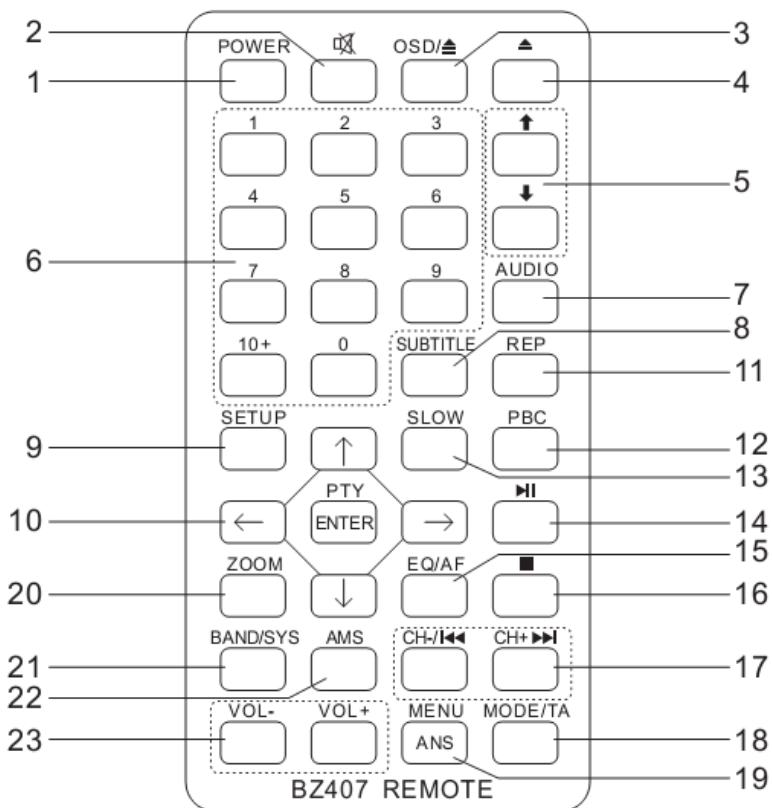 2
3
POWER
OSD/
1
4
1
2
3
4
5
6
5
6
7
8
9
AUDIO
7
8
10+
0
SUBTITLE
REP
11
SETUP
SLOW
PBC
9
12
13
PTY
10
ENTER
14
ZOOM
EQ/AF
15
20
16
BAND/SYS
AMS
CH-/
CH+
21
17
22
VOL-
VOL+
MENU
MODE/TA
23
ANS
18
19
BZ407 REMOTE